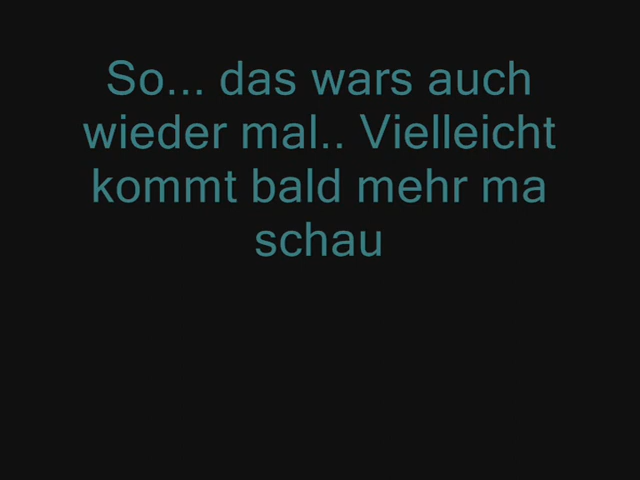 So... das wars auch
wieder mal.. Vielleicht
kommt bald mehr ma
schau